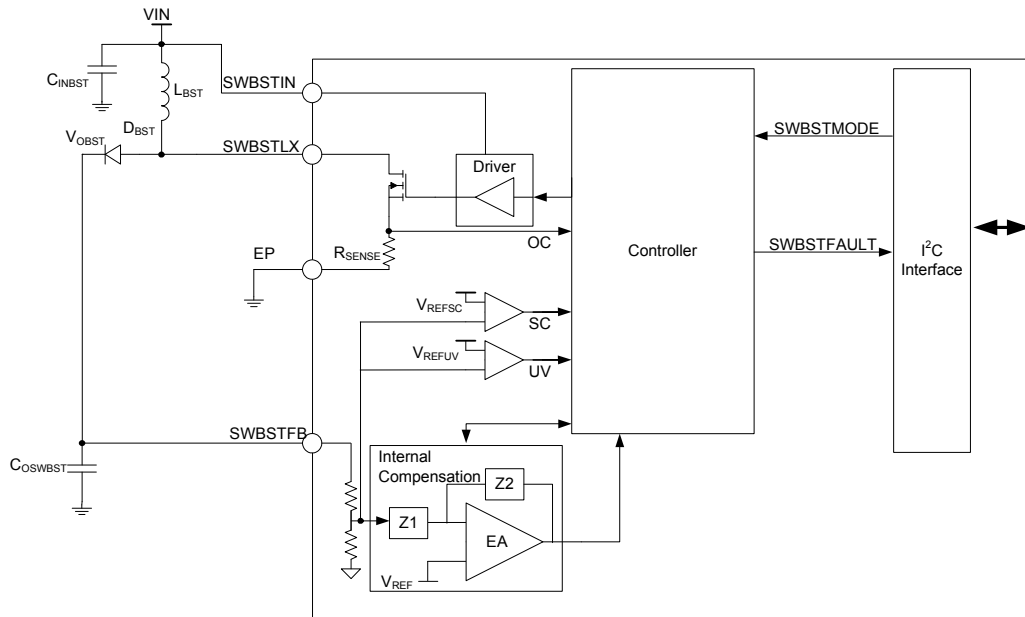 VIN
CINBST
LBST
SWBSTIN
DBST
VOBST
SWBSTLX
Driver
SWBSTMODE
OC
Controller
SWBSTFAULT
I2C
Interface
EP
RSENSE
VREFSC
SC
VREFUV
UV
SWBSTFB
COSWBST
Internal
Compensation
Z2
Z1
EA
VREF